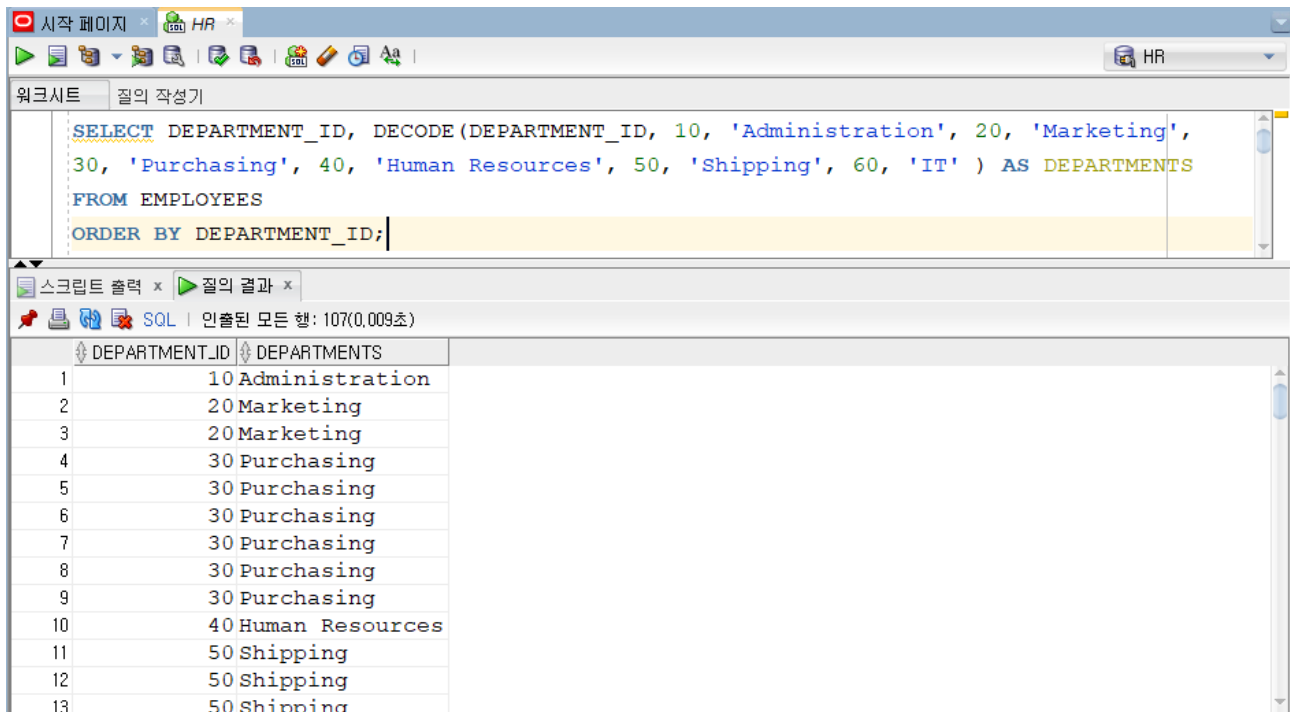 시작 페이지 × HR ×
HR
워크시트 질의 작성기
SELECT DEPARTMENT_ID, DECODE(DEPARTMENT_ID, 10, 'Administration', 20, 'Marketing',
30, 'Purchasing', 40, 'Human Resources', 50, 'Shipping', 60, 'IT' ) AS DEPARTMENTS
FROM EMPLOYEES
ORDER BY DEPARTMENT_ID;
스크립트 출력 × 질의 결과 ×
SQL | 인출된 모든 행: 107(0,009초)
DEPARTMENT_ID DEPARTMENTS
1 10 Administration
2 20 Marketing
3 20 Marketing
4 30 Purchasing
5 30 Purchasing
6 30 Purchasing
7 30 Purchasing
8 30 Purchasing
9 30 Purchasing
10 40 Human Resources
11 50 Shipping
12 50 Shipping
13 50 Shipping